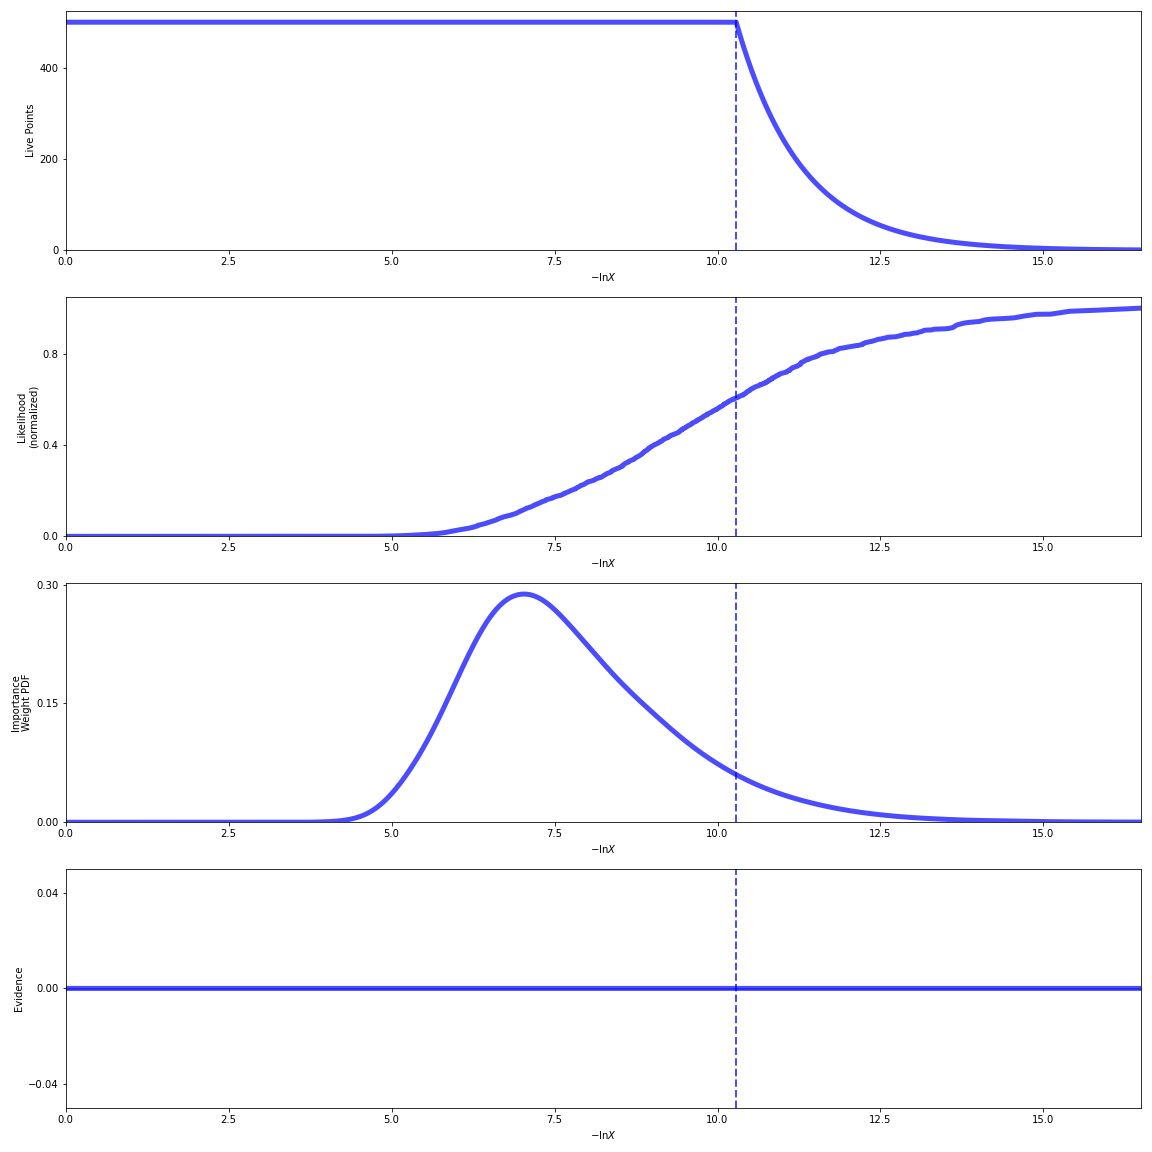 400
200
0
Live Points
0.0 2.5 5.0 7.5 10.0 12.5 15.0
−lnX
0.8
0.4
0.0
Likelihood
(normalized)
0.0 2.5 5.0 7.5 10.0 12.5 15.0
−lnX
0.30
0.15
0.00
Importance
Weight PDF
0.0 2.5 5.0 7.5 10.0 12.5 15.0
−lnX
0.04
0.00
−0.04
Evidence
0.0 2.5 5.0 7.5 10.0 12.5 15.0
−lnX